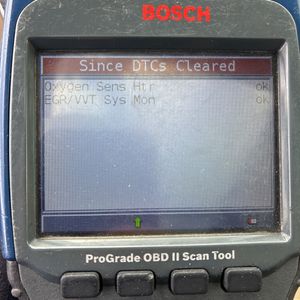 BOSCH
Since DTCs Cleared
Oxygen Sens Htr ok
EGR/VVT Sys Mon ok
ProGrade OBD II Scan Tool